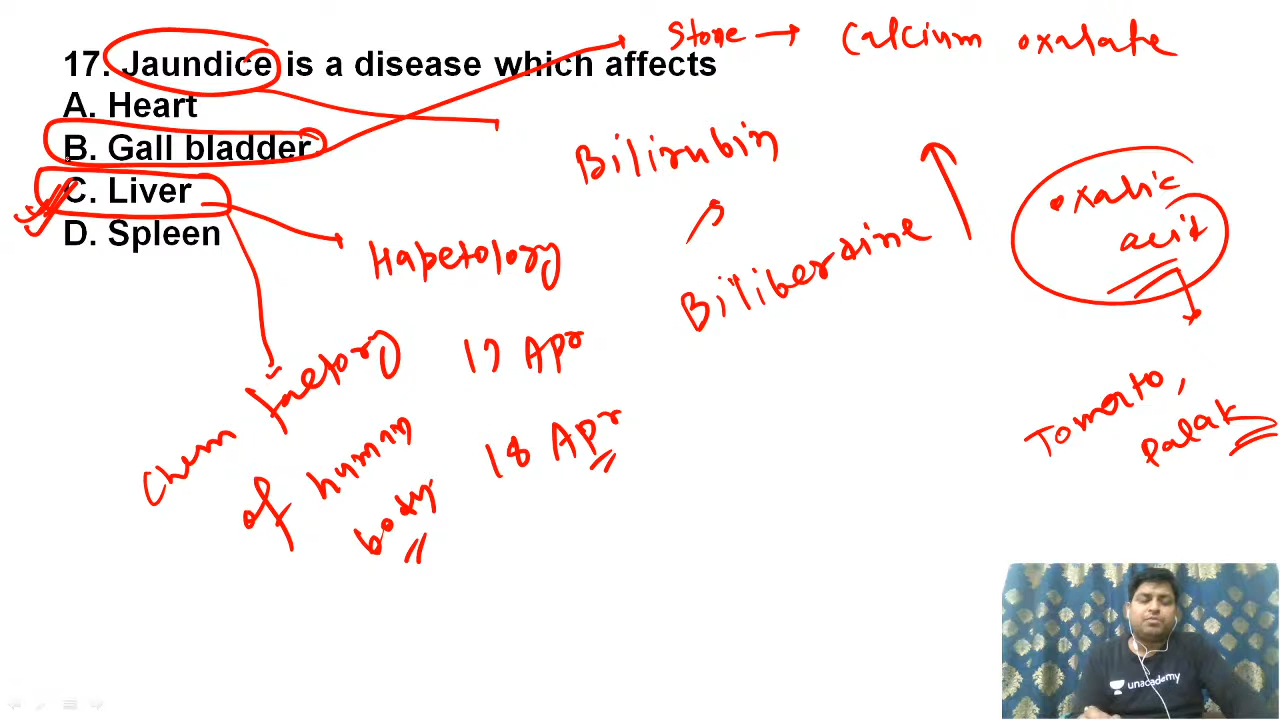 17. Jaundice is a disease which affects
A. Heart
B. Gall bladder
C. Liver
D. Spleen
Stone → Calcium oxalate
Bilirubin
Biliberdine
oxalic
acid
Hapetology
Chem factory
of human
body
17 Apr
18 Apr
Tomato,
palak
unacademy